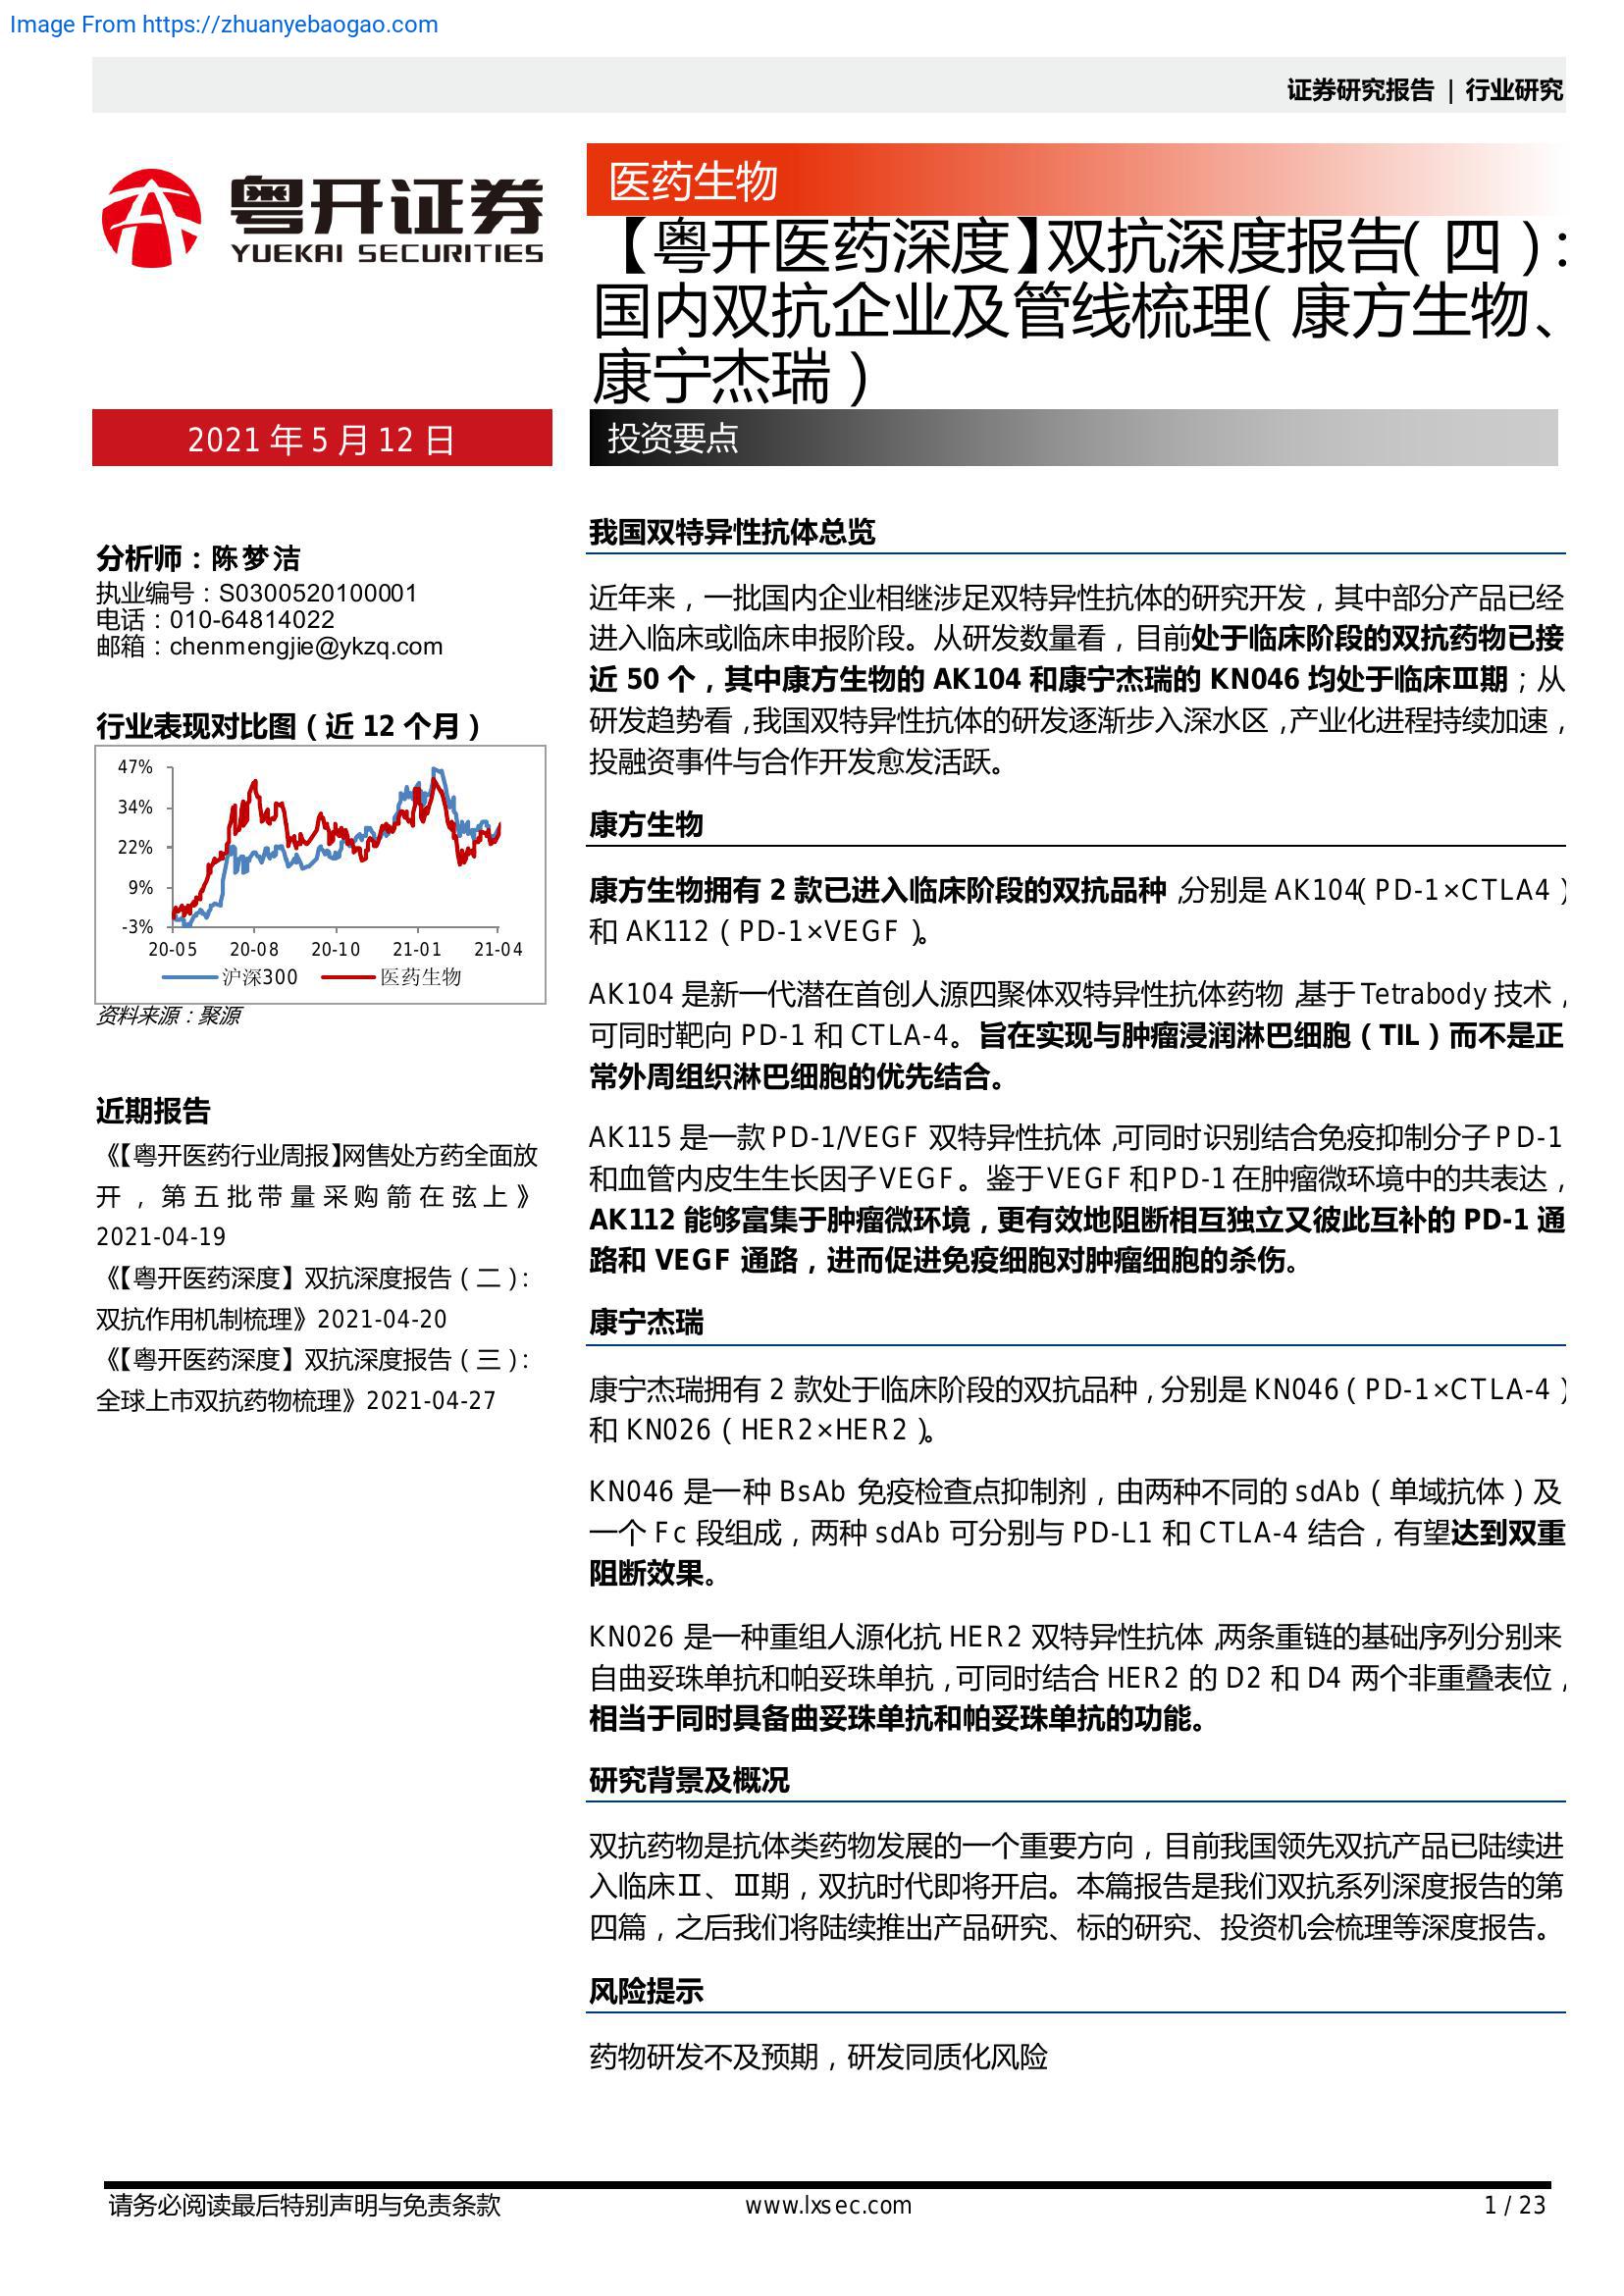 Image From https://zhuanyebaogao.com
证券研究报告 | 行业研究
粤开证券
YUEKAI SECURITIES
医药生物
【粤开医药深度】双抗深度报告(四):
国内双抗企业及管线梳理(康方生物、
康宁杰瑞)
2021 年 5 月 12 日
投资要点
分析师:陈梦洁
执业编号:S0300520100001
电话:010-64814022
邮箱:chenmengjie@ykzq.com
行业表现对比图(近 12 个月)
47%
34%
22%
9%
-3%
20-05 20-08 20-10 21-01 21-04
沪深300 医药生物
资料来源:聚源
近期报告
《【粤开医药行业周报】网售处方药全面放
开,第五批带量采购箭在弦上》
2021-04-19
《【粤开医药深度】双抗深度报告(二):
双抗作用机制梳理》2021-04-20
《【粤开医药深度】双抗深度报告(三):
全球上市双抗药物梳理》2021-04-27
我国双特异性抗体总览
近年来,一批国内企业相继涉足双特异性抗体的研究开发,其中部分产品已经
进入临床或临床申报阶段。从研发数量看,目前处于临床阶段的双抗药物已接
近 50 个,其中康方生物的 AK104 和康宁杰瑞的 KN046 均处于临床Ⅲ期;从
研发趋势看,我国双特异性抗体的研发逐渐步入深水区,产业化进程持续加速,
投融资事件与合作开发愈发活跃。
康方生物
康方生物拥有 2 款已进入临床阶段的双抗品种,分别是 AK104(PD-1×CTLA4)
和 AK112(PD-1×VEGF)。
AK104 是新一代潜在首创人源四聚体双特异性抗体药物,基于 Tetrabody 技术,
可同时靶向 PD-1 和 CTLA-4。旨在实现与肿瘤浸润淋巴细胞(TIL)而不是正
常外周组织淋巴细胞的优先结合。
AK115 是一款 PD-1/VEGF 双特异性抗体,可同时识别结合免疫抑制分子 PD-1
和血管内皮生生长因子 VEGF。鉴于 VEGF 和 PD-1 在肿瘤微环境中的共表达,
AK112 能够富集于肿瘤微环境,更有效地阻断相互独立又彼此互补的 PD-1 通
路和 VEGF 通路,进而促进免疫细胞对肿瘤细胞的杀伤。
康宁杰瑞
康宁杰瑞拥有 2 款处于临床阶段的双抗品种,分别是 KN046(PD-1×CTLA-4)
和 KN026(HER2×HER2)。
KN046 是一种 BsAb 免疫检查点抑制剂,由两种不同的 sdAb(单域抗体)及
一个 Fc 段组成,两种 sdAb 可分别与 PD-L1 和 CTLA-4 结合,有望达到双重
阻断效果。
KN026 是一种重组人源化抗 HER2 双特异性抗体,两条重链的基础序列分别来
自曲妥珠单抗和帕妥珠单抗,可同时结合 HER2 的 D2 和 D4 两个非重叠表位,
相当于同时具备曲妥珠单抗和帕妥珠单抗的功能。
研究背景及概况
双抗药物是抗体类药物发展的一个重要方向,目前我国领先双抗产品已陆续进
入临床Ⅱ、Ⅲ期,双抗时代即将开启。本篇报告是我们双抗系列深度报告的第
四篇,之后我们将陆续推出产品研究、标的研究、投资机会梳理等深度报告。
风险提示
药物研发不及预期,研发同质化风险
请务必阅读最后特别声明与免责条款 www.lxsec.com 1 / 23